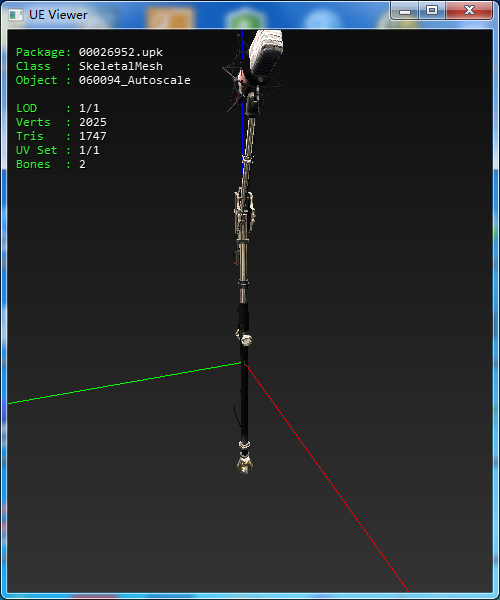 UE Viewer
Package: 00026952.upk
Class  : SkeletalMesh
Object : 060094_Autoscale
LOD    : 1/1
Verts  : 2025
Tris   : 1747
UV Set : 1/1
Bones  : 2